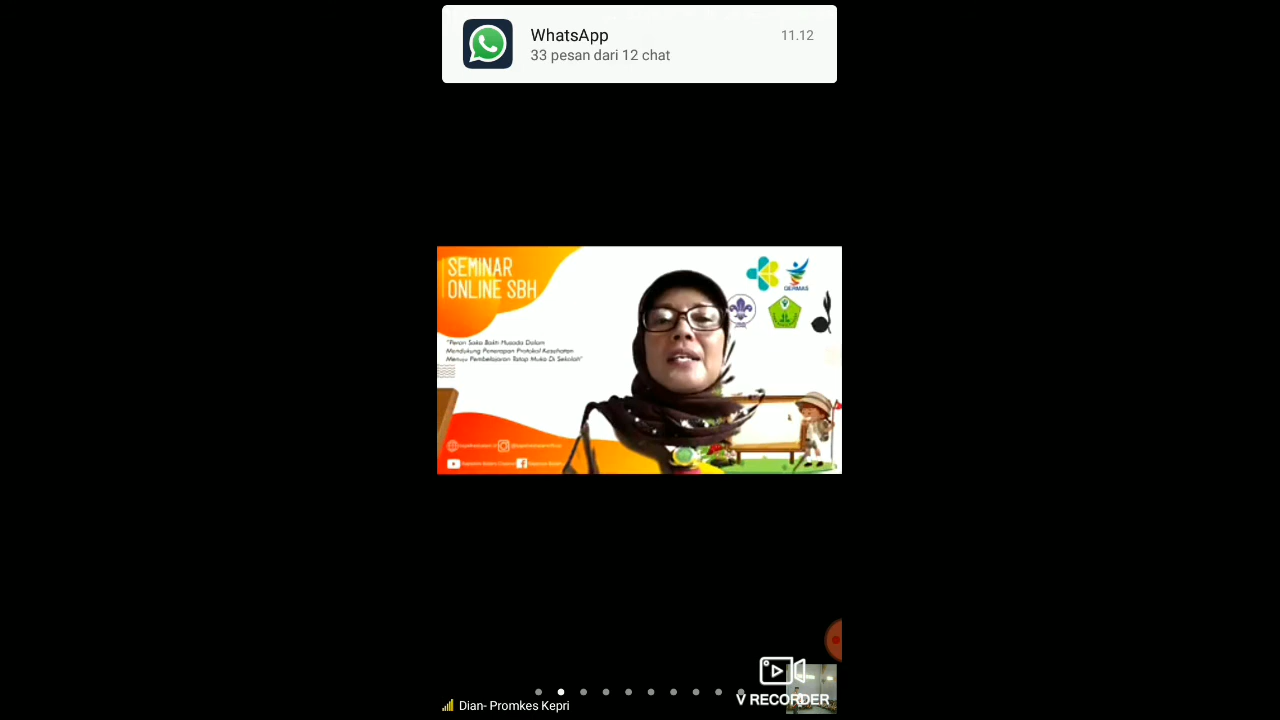 WhatsApp
11.12
33 pesan dari 12 chat
SEMINAR
ONLINE SBH
GERMAS
"Peran Saka Bakti Husada Dalam
Mendukung Penerapan Protokol Kesehatan
Menuju Pembelajaran Tatap Muka Di Sekolah"
V RECORDER
Dian- Promkes Kepri